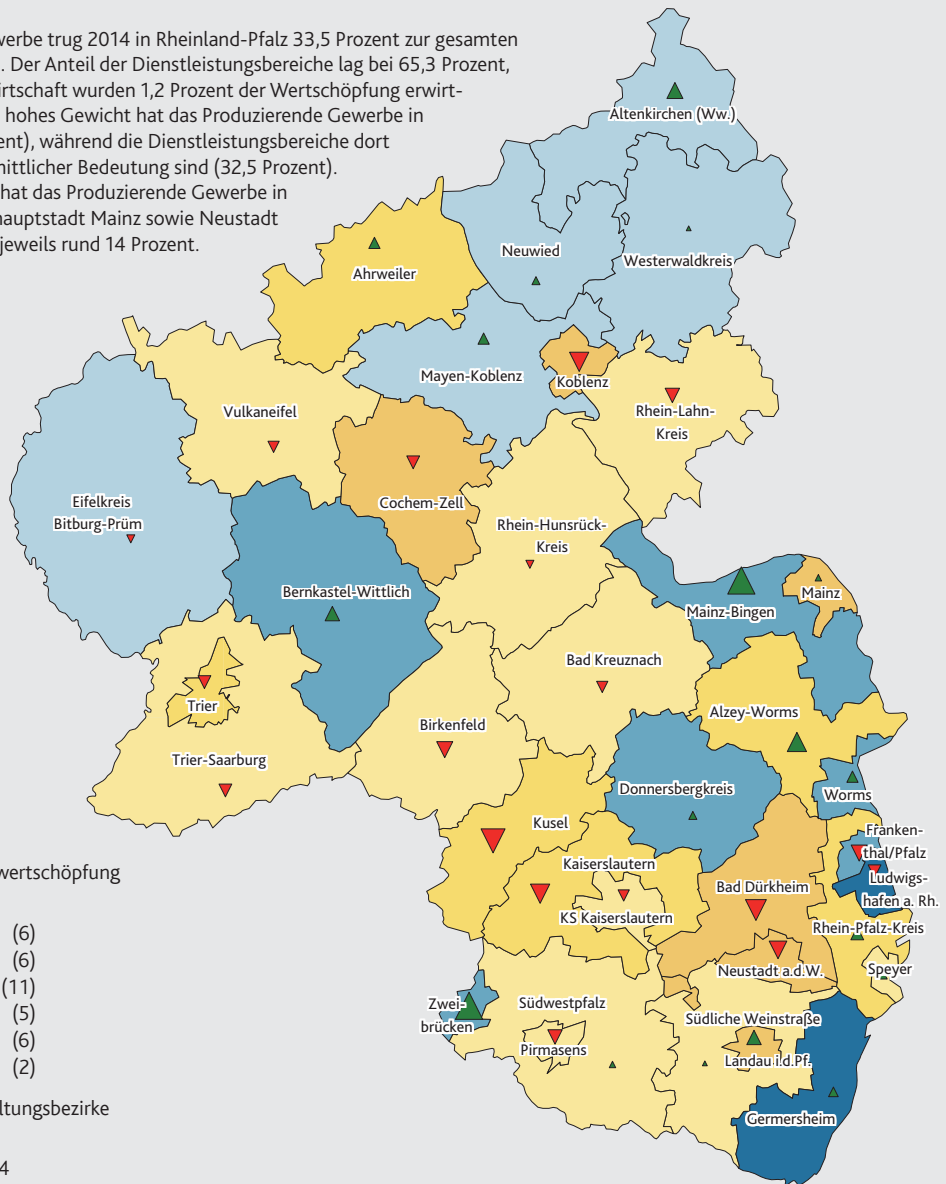 werbe trug 2014 in Rheinland-Pfalz 33,5 Prozent zur gesamten
. Der Anteil der Dienstleistungsbereiche lag bei 65,3 Prozent,
irtschaft wurden 1,2 Prozent der Wertschöpfung erwirt-
hohes Gewicht hat das Produzierende Gewerbe in
ent), während die Dienstleistungsbereiche dort
nittlicher Bedeutung sind (32,5 Prozent).
hat das Produzierende Gewerbe in
hauptstadt Mainz sowie Neustadt
jeweils rund 14 Prozent.
Altenkirchen (Ww.)
Neuwied
Westerwaldkreis
Ahrweiler
Mayen-Koblenz
Koblenz
Vulkaneifel
Rhein-Lahn-
Kreis
Eifelkreis
Bitburg-Prüm
Cochem-Zell
Rhein-Hunsrück-
Kreis
Bernkastel-Wittlich
Mainz-Bingen
Mainz
Bad Kreuznach
Trier
Alzey-Worms
Birkenfeld
Trier-Saarburg
Donnersbergkreis
Worms
Kusel
Franken-
thal/Pfalz
Kaiserslautern
Ludwigs-
hafen a. Rh.
Bad Dürkheim
KS Kaiserslautern
Rhein-Pfalz-Kreis
Neustadt a.d.W.
Speyer
Zwei-
brücken
Südwestpfalz
Südliche Weinstraße
Pirmasens
Landau i.d.Pf.
Germersheim
wertschöpfung
(6)
(6)
(11)
(5)
(6)
(2)
ltungsbezirke
4